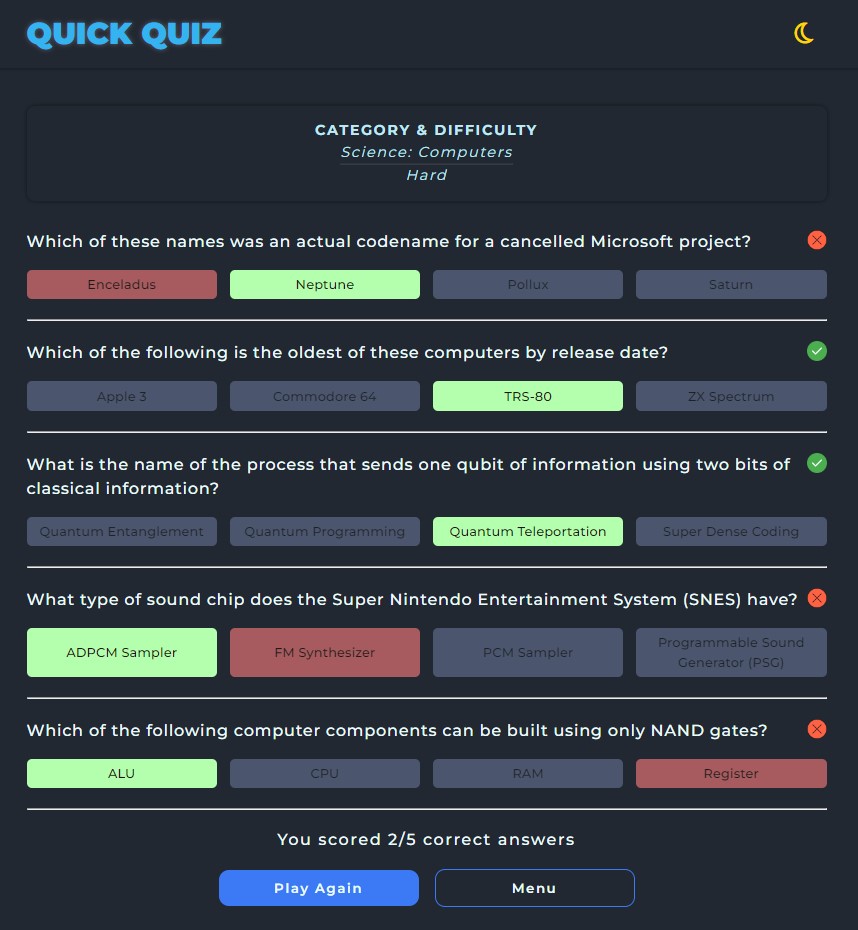 QUICK QUIZ
CATEGORY & DIFFICULTY
Science: Computers
Hard
Which of these names was an actual codename for a cancelled Microsoft project?
Enceladus
Neptune
Pollux
Saturn
Which of the following is the oldest of these computers by release date?
Apple 3
Commodore 64
TRS-80
ZX Spectrum
What is the name of the process that sends one qubit of information using two bits of
classical information?
Quantum Entanglement
Quantum Programming
Quantum Teleportation
Super Dense Coding
What type of sound chip does the Super Nintendo Entertainment System (SNES) have?
ADPCM Sampler
FM Synthesizer
PCM Sampler
Programmable Sound
Generator (PSG)
Which of the following computer components can be built using only NAND gates?
ALU
CPU
RAM
Register
You scored 2/5 correct answers
Play Again
Menu